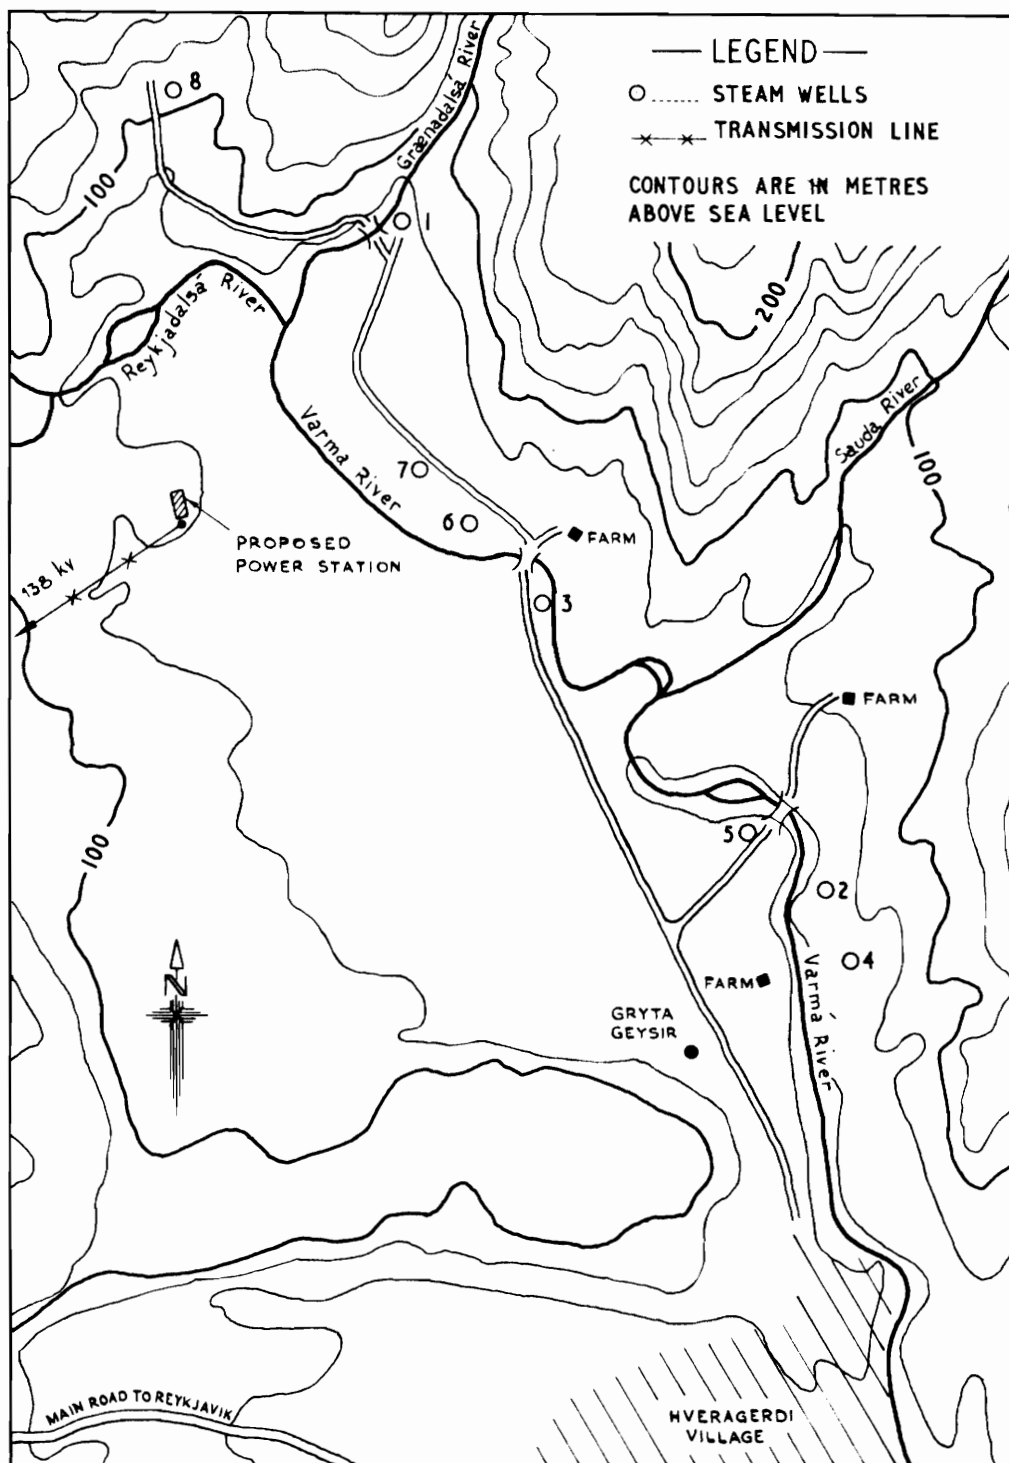 LEGEND
STEAM WELLS
TRANSMISSION LINE
CONTOURS ARE IN METRES
ABOVE SEA LEVEL
8
Grænadalsá River
100
1
Reykjadalsá River
200
Sauda River
100
Varmá River
7
6
FARM
PROPOSED
POWER STATION
138 kv
3
FARM
100
5
2
4
FARM
Varmá River
N
GRYTA
GEYSIR
MAIN ROAD TO REYKJAVIK
HVERAGERDI
VILLAGE